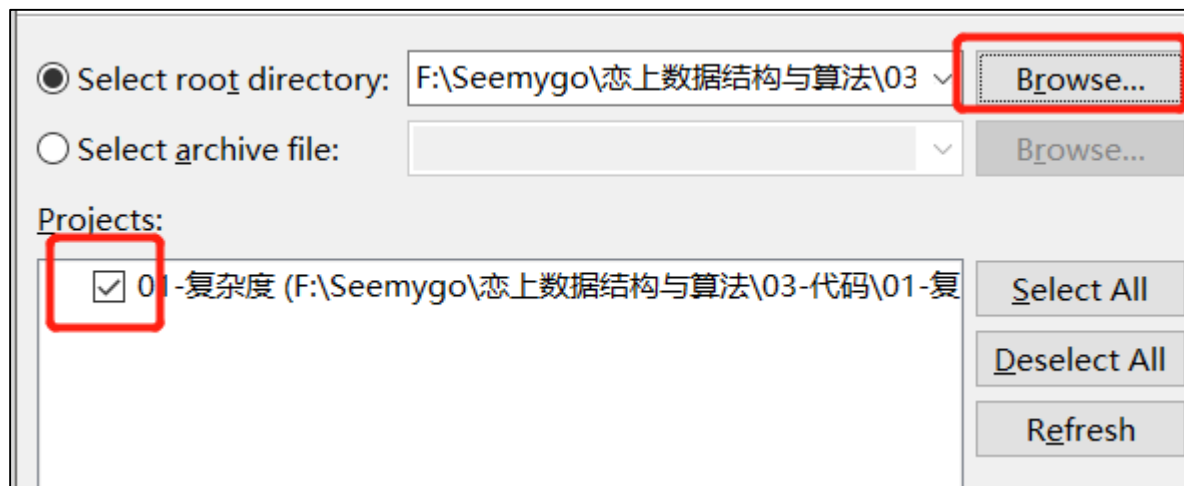 Select root directory: F:\Seemygo\恋上数据结构与算法\03 Browse...
Select archive file: Browse...
Projects:
01-复杂度 (F:\Seemygo\恋上数据结构与算法\03-代码\01-复 Select All
Deselect All
Refresh